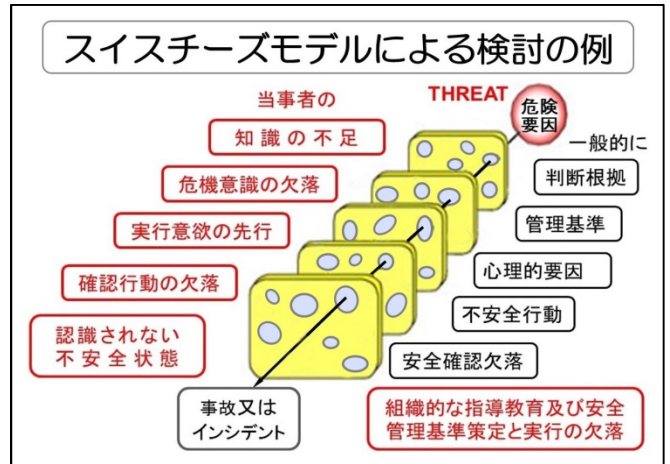 スイスチーズモデルによる検討の例
当事者の
THREAT
危険
要因
一般的に
知識の不足
危機意識の欠落
実行意欲の先行
確認行動の欠落
認識されない
不安全状態
判断根拠
管理基準
心理的要因
不安全行動
安全確認欠落
事故又は
インシデント
組織的な指導教育及び安全
管理基準策定と実行の欠落